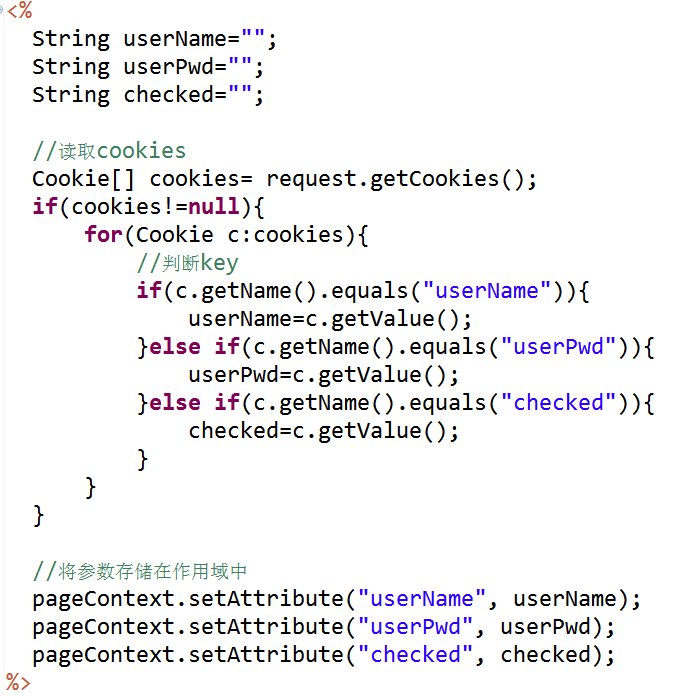 <%
String userName="";
String userPwd="";
String checked="";
//读取cookies
Cookie[] cookies= request.getCookies();
if(cookies!=null){
for(Cookie c:cookies){
//判断key
if(c.getName().equals("userName")){
userName=c.getValue();
}else if(c.getName().equals("userPwd")){
userPwd=c.getValue();
}else if(c.getName().equals("checked")){
checked=c.getValue();
}
}
}
//将参数存储在作用域中
pageContext.setAttribute("userName", userName);
pageContext.setAttribute("userPwd", userPwd);
pageContext.setAttribute("checked", checked);
%>